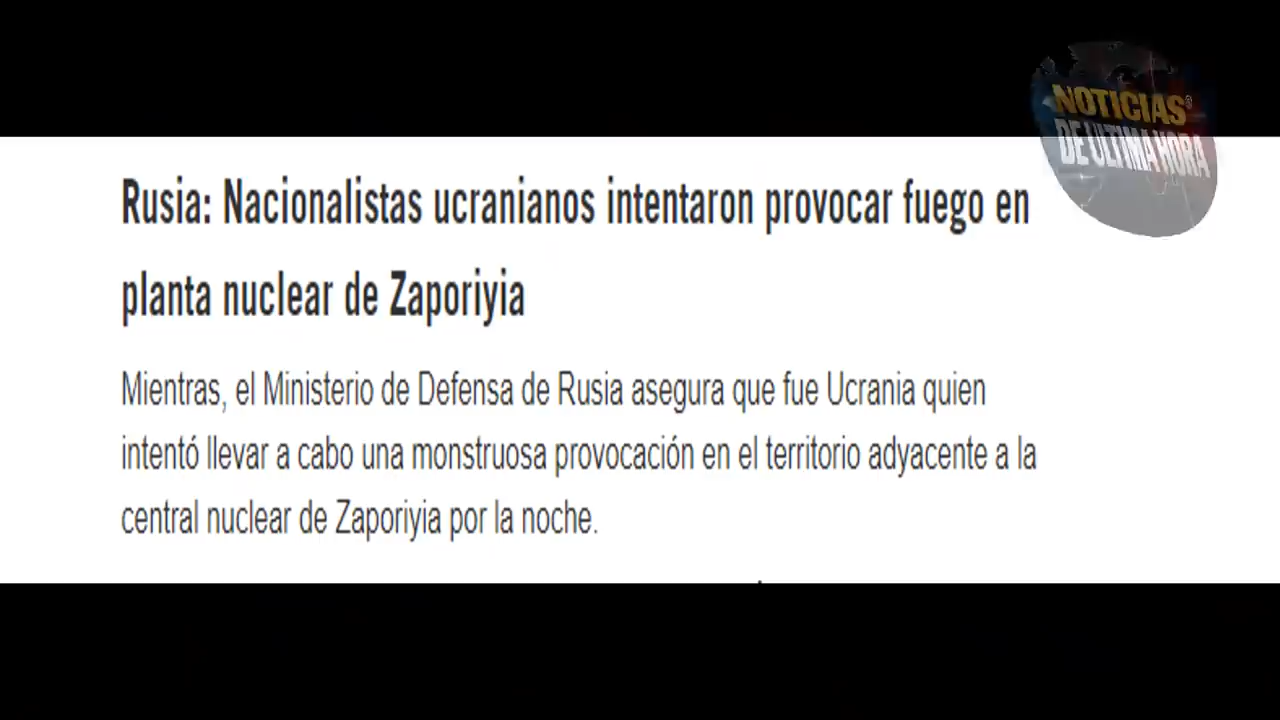 NOTICIAS®
DE ULTIMA HORA
Rusia: Nacionalistas ucranianos intentaron provocar fuego en
planta nuclear de Zaporiyia
Mientras, el Ministerio de Defensa de Rusia asegura que fue Ucrania quien
intentó llevar a cabo una monstruosa provocación en el territorio adyacente a la
central nuclear de Zaporiyia por la noche.